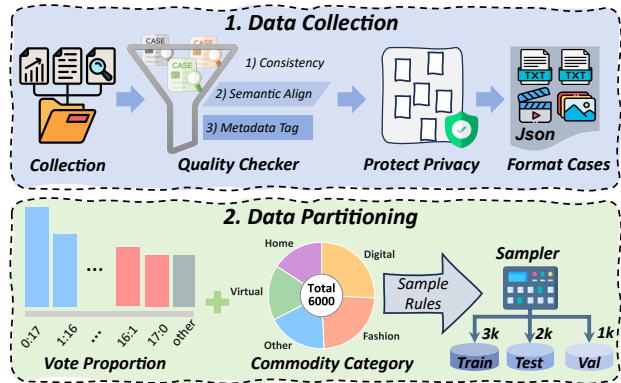 1. Data Collection
CASE
CASE
CASE
1) Consistency
2) Semantic Align
3) Metadata Tag
TXT
TXT
Json
Collection
Quality Checker
Protect Privacy
Format Cases
2. Data Partitioning
0:17
1:16
...
...
16:1
17:0
other
Vote Proportion
Home
Digital
Virtual
Total
6000
Other
Fashion
Commodity Category
Sample
Rules
Sampler
3k
2k
1k
Train
Test
Val